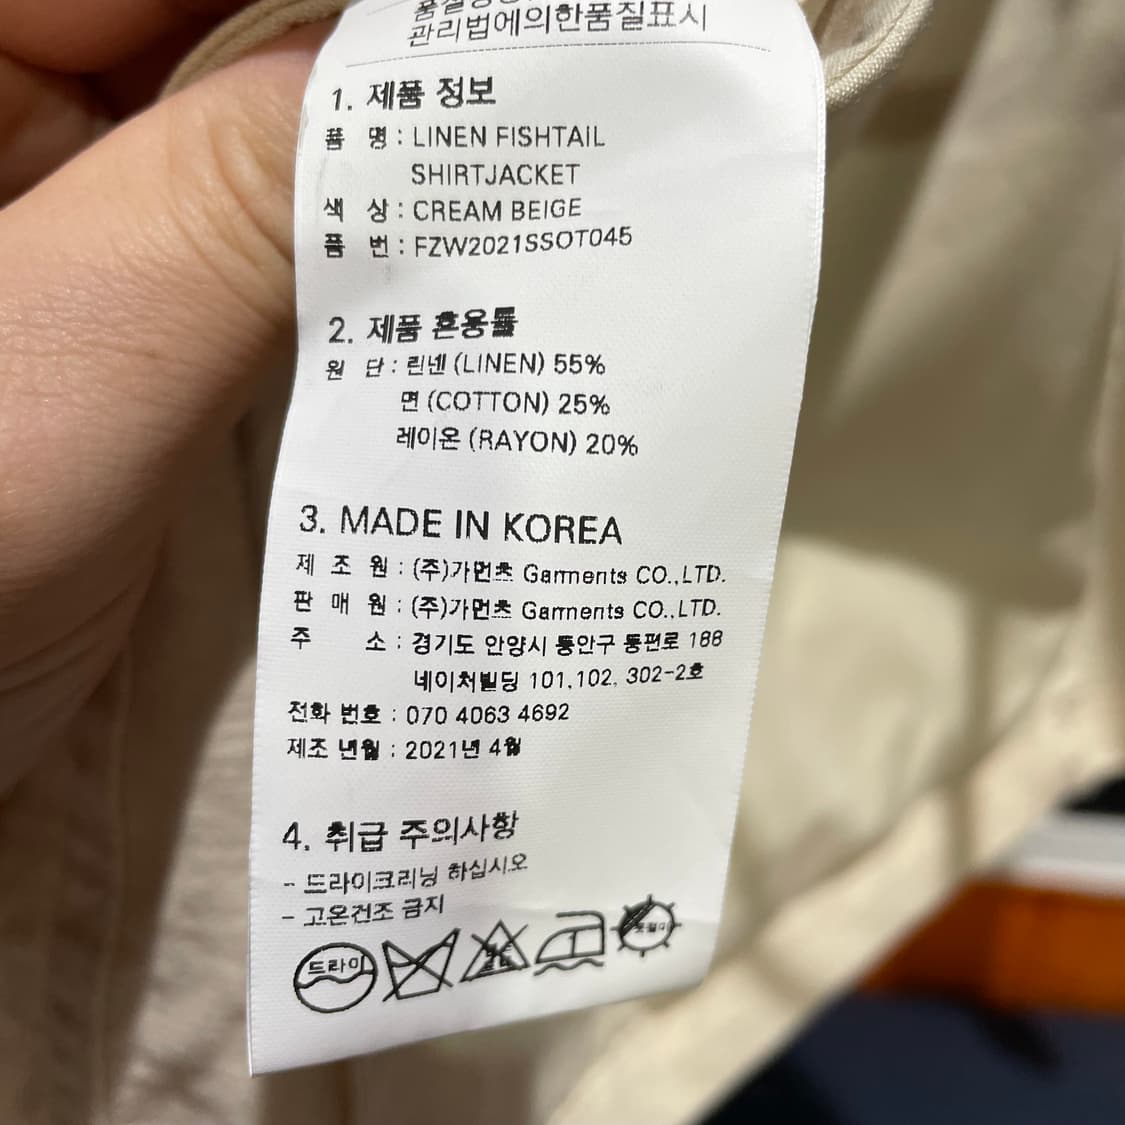 관리법에의한품질표시
1. 제품 정보
품 명 : LINEN FISHTAIL
SHIRTJACKET
색 상 : CREAM BEIGE
품 번 : FZW2021SSOT045
2. 제품 혼용률
원 단 : 린넨 (LINEN) 55%
면 (COTTON) 25%
레이온 (RAYON) 20%
3. MADE IN KOREA
제 조 원 : (주)가먼츠 Garments CO.,LTD.
판 매 원 : (주)가먼츠 Garments CO.,LTD.
주 소 : 경기도 안양시 동안구 동편로 188
네이처빌딩 101,102, 302-2호
전화 번호 : 070 4063 4692
제조 년월 : 2021년 4월
4. 취급 주의사항
- 드라이크리닝 하십시오
- 고온건조 금지
드라이